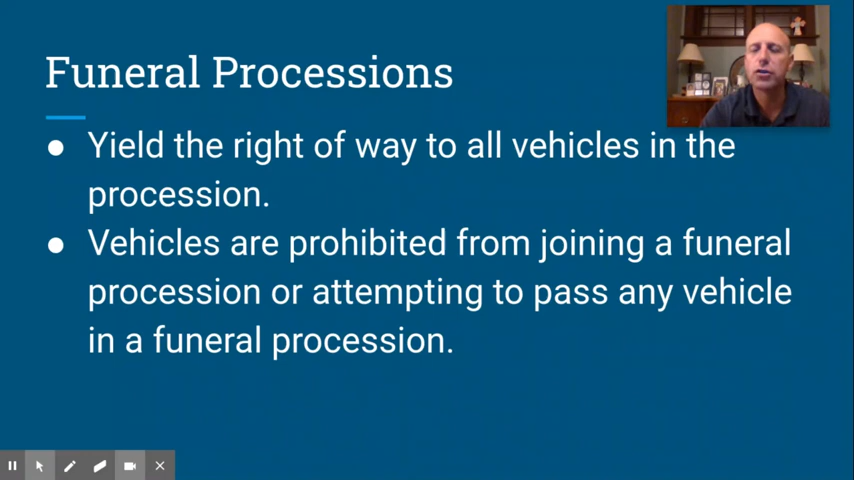 Funeral Processions
● Yield the right of way to all vehicles in the
procession.
● Vehicles are prohibited from joining a funeral
procession or attempting to pass any vehicle
in a funeral procession.